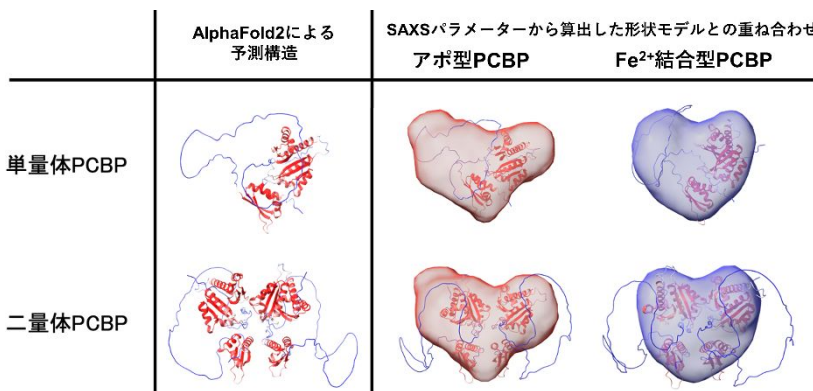 AlphaFold2による
予測構造
SAXSパラメーターから算出した形状モデルとの重ね合わせ
アポ型PCBP
Fe²⁺結合型PCBP
単量体PCBP
二量体PCBP